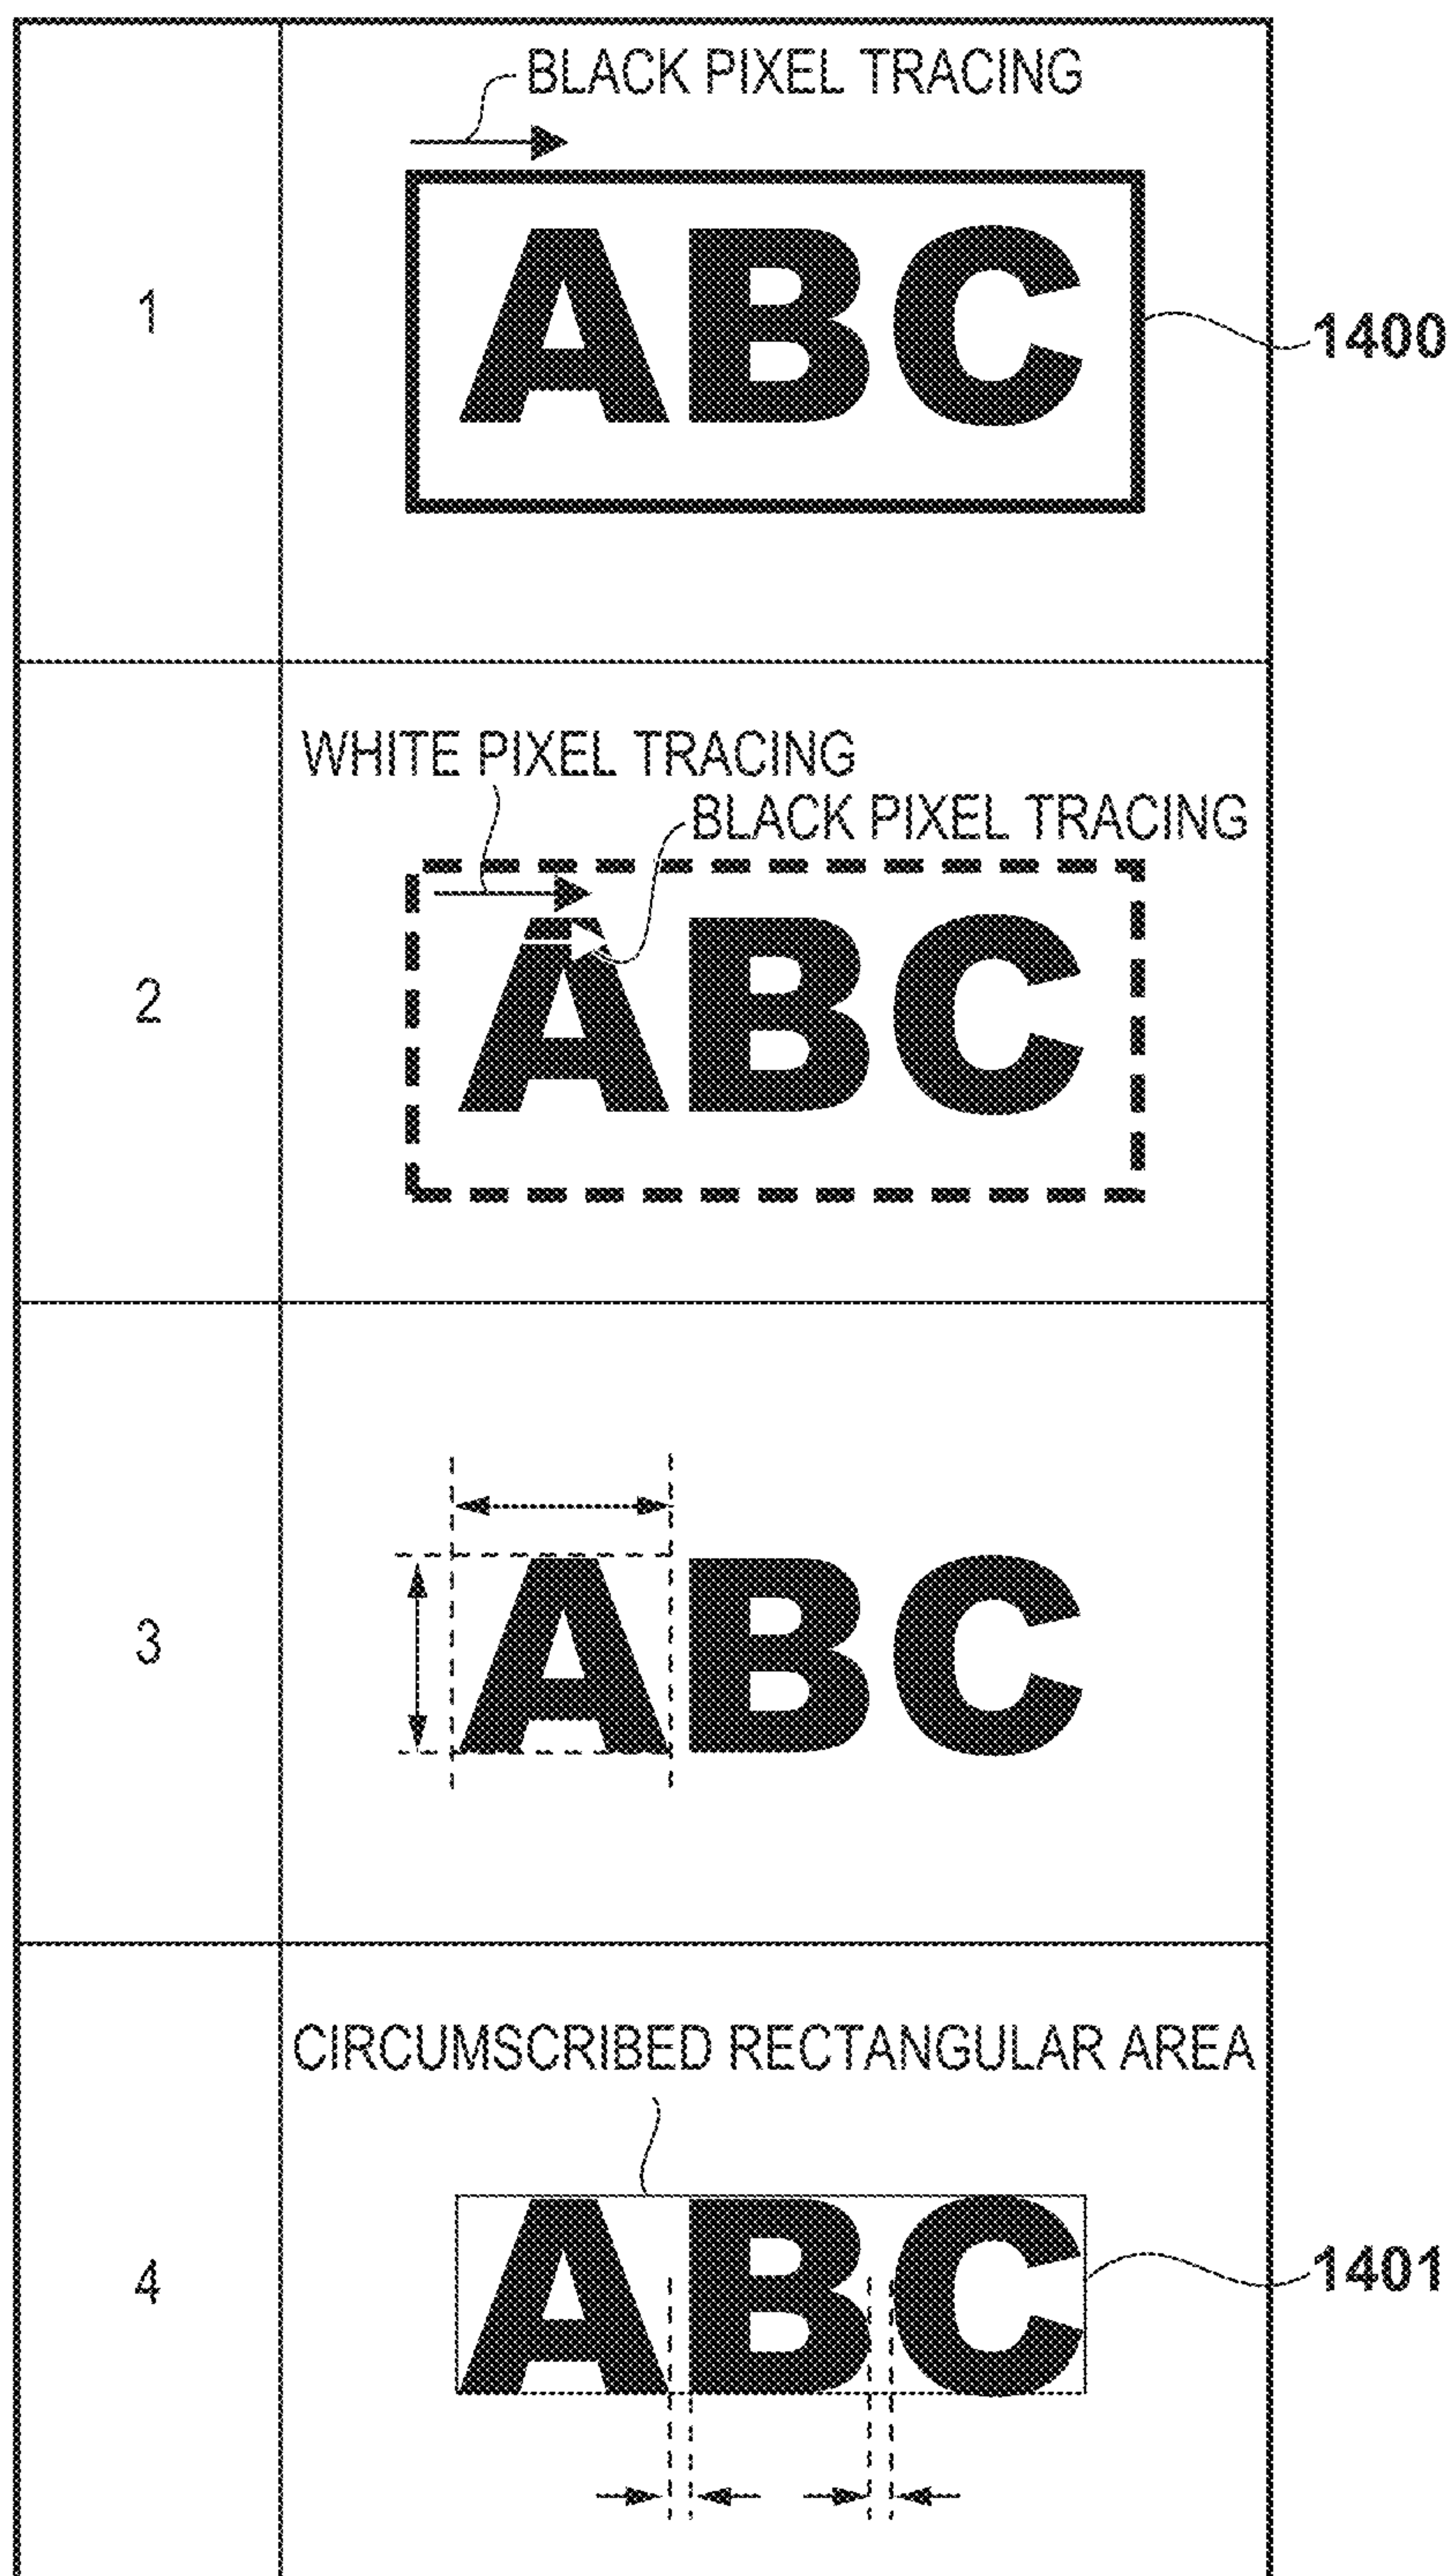 BLACK PIXEL TRACING
ABC
1
1400
WHITE PIXEL TRACING
BLACK PIXEL TRACING
ABC
2
ABC
3
CIRCUMSCRIBED RECTANGULAR AREA
ABC
4
1401